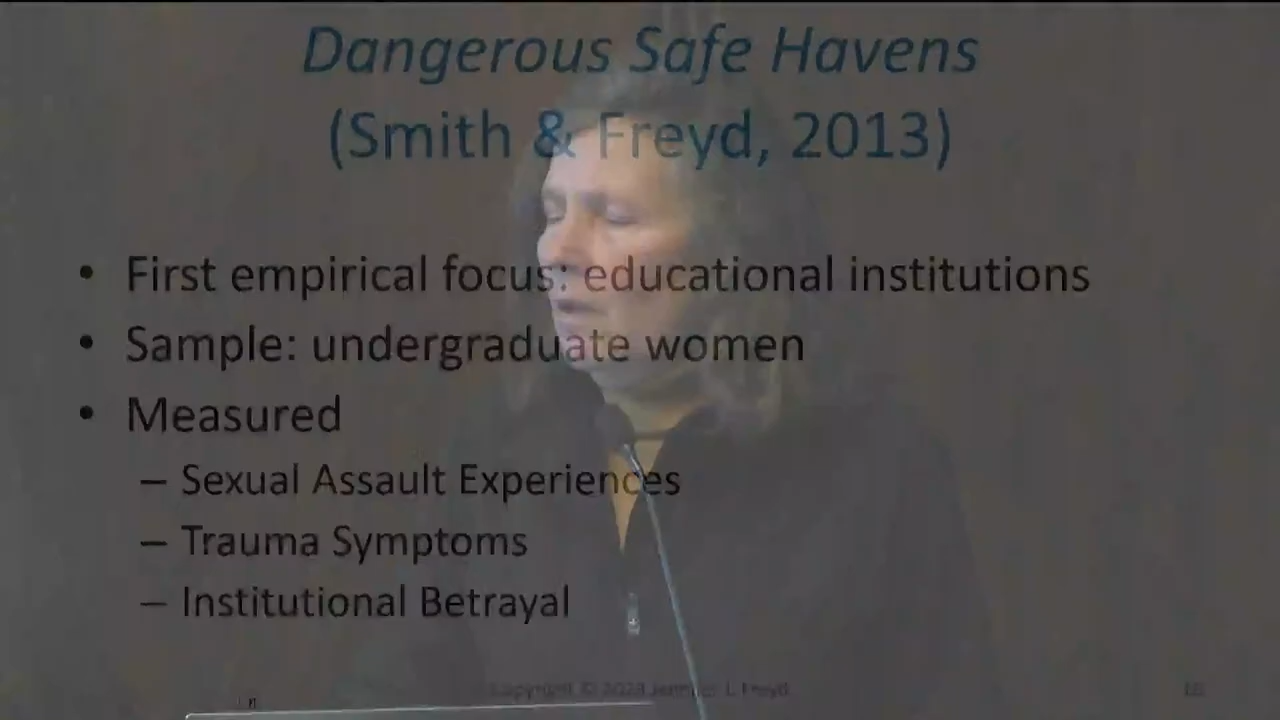 Dangerous Safe Havens
(Smith & Freyd, 2013)
• First empirical focus: educational institutions
• Sample: undergraduate women
• Measured
– Sexual Assault Experiences
– Trauma Symptoms
– Institutional Betrayal
Copyright © 2023 Jennifer J. Freyd